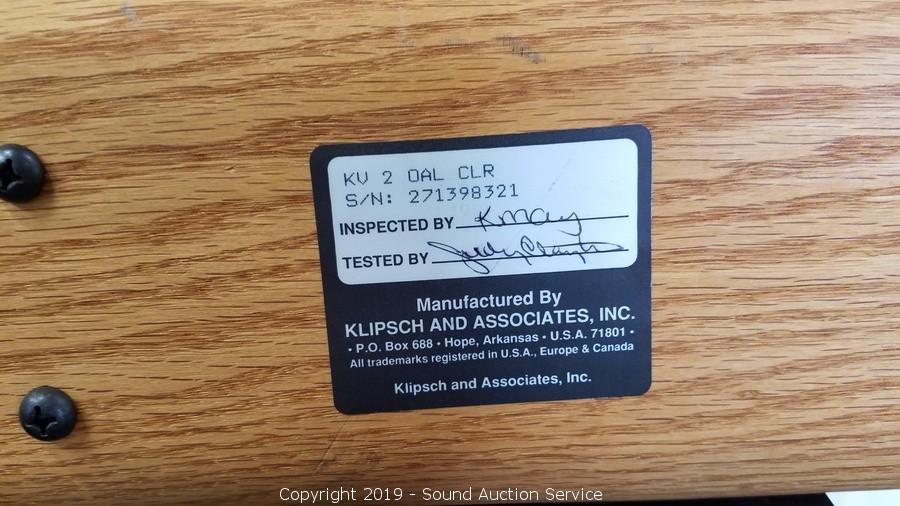 KV 2 OAL CLR
S/N: 271398321
INSPECTED BY K May
TESTED BY
Manufactured By
KLIPSCH AND ASSOCIATES, INC.
• P.O. Box 688 • Hope, Arkansas • U.S.A. 71801 •
All trademarks registered in U.S.A., Europe & Canada
Klipsch and Associates, Inc.
Copyright 2019 - Sound Auction Service